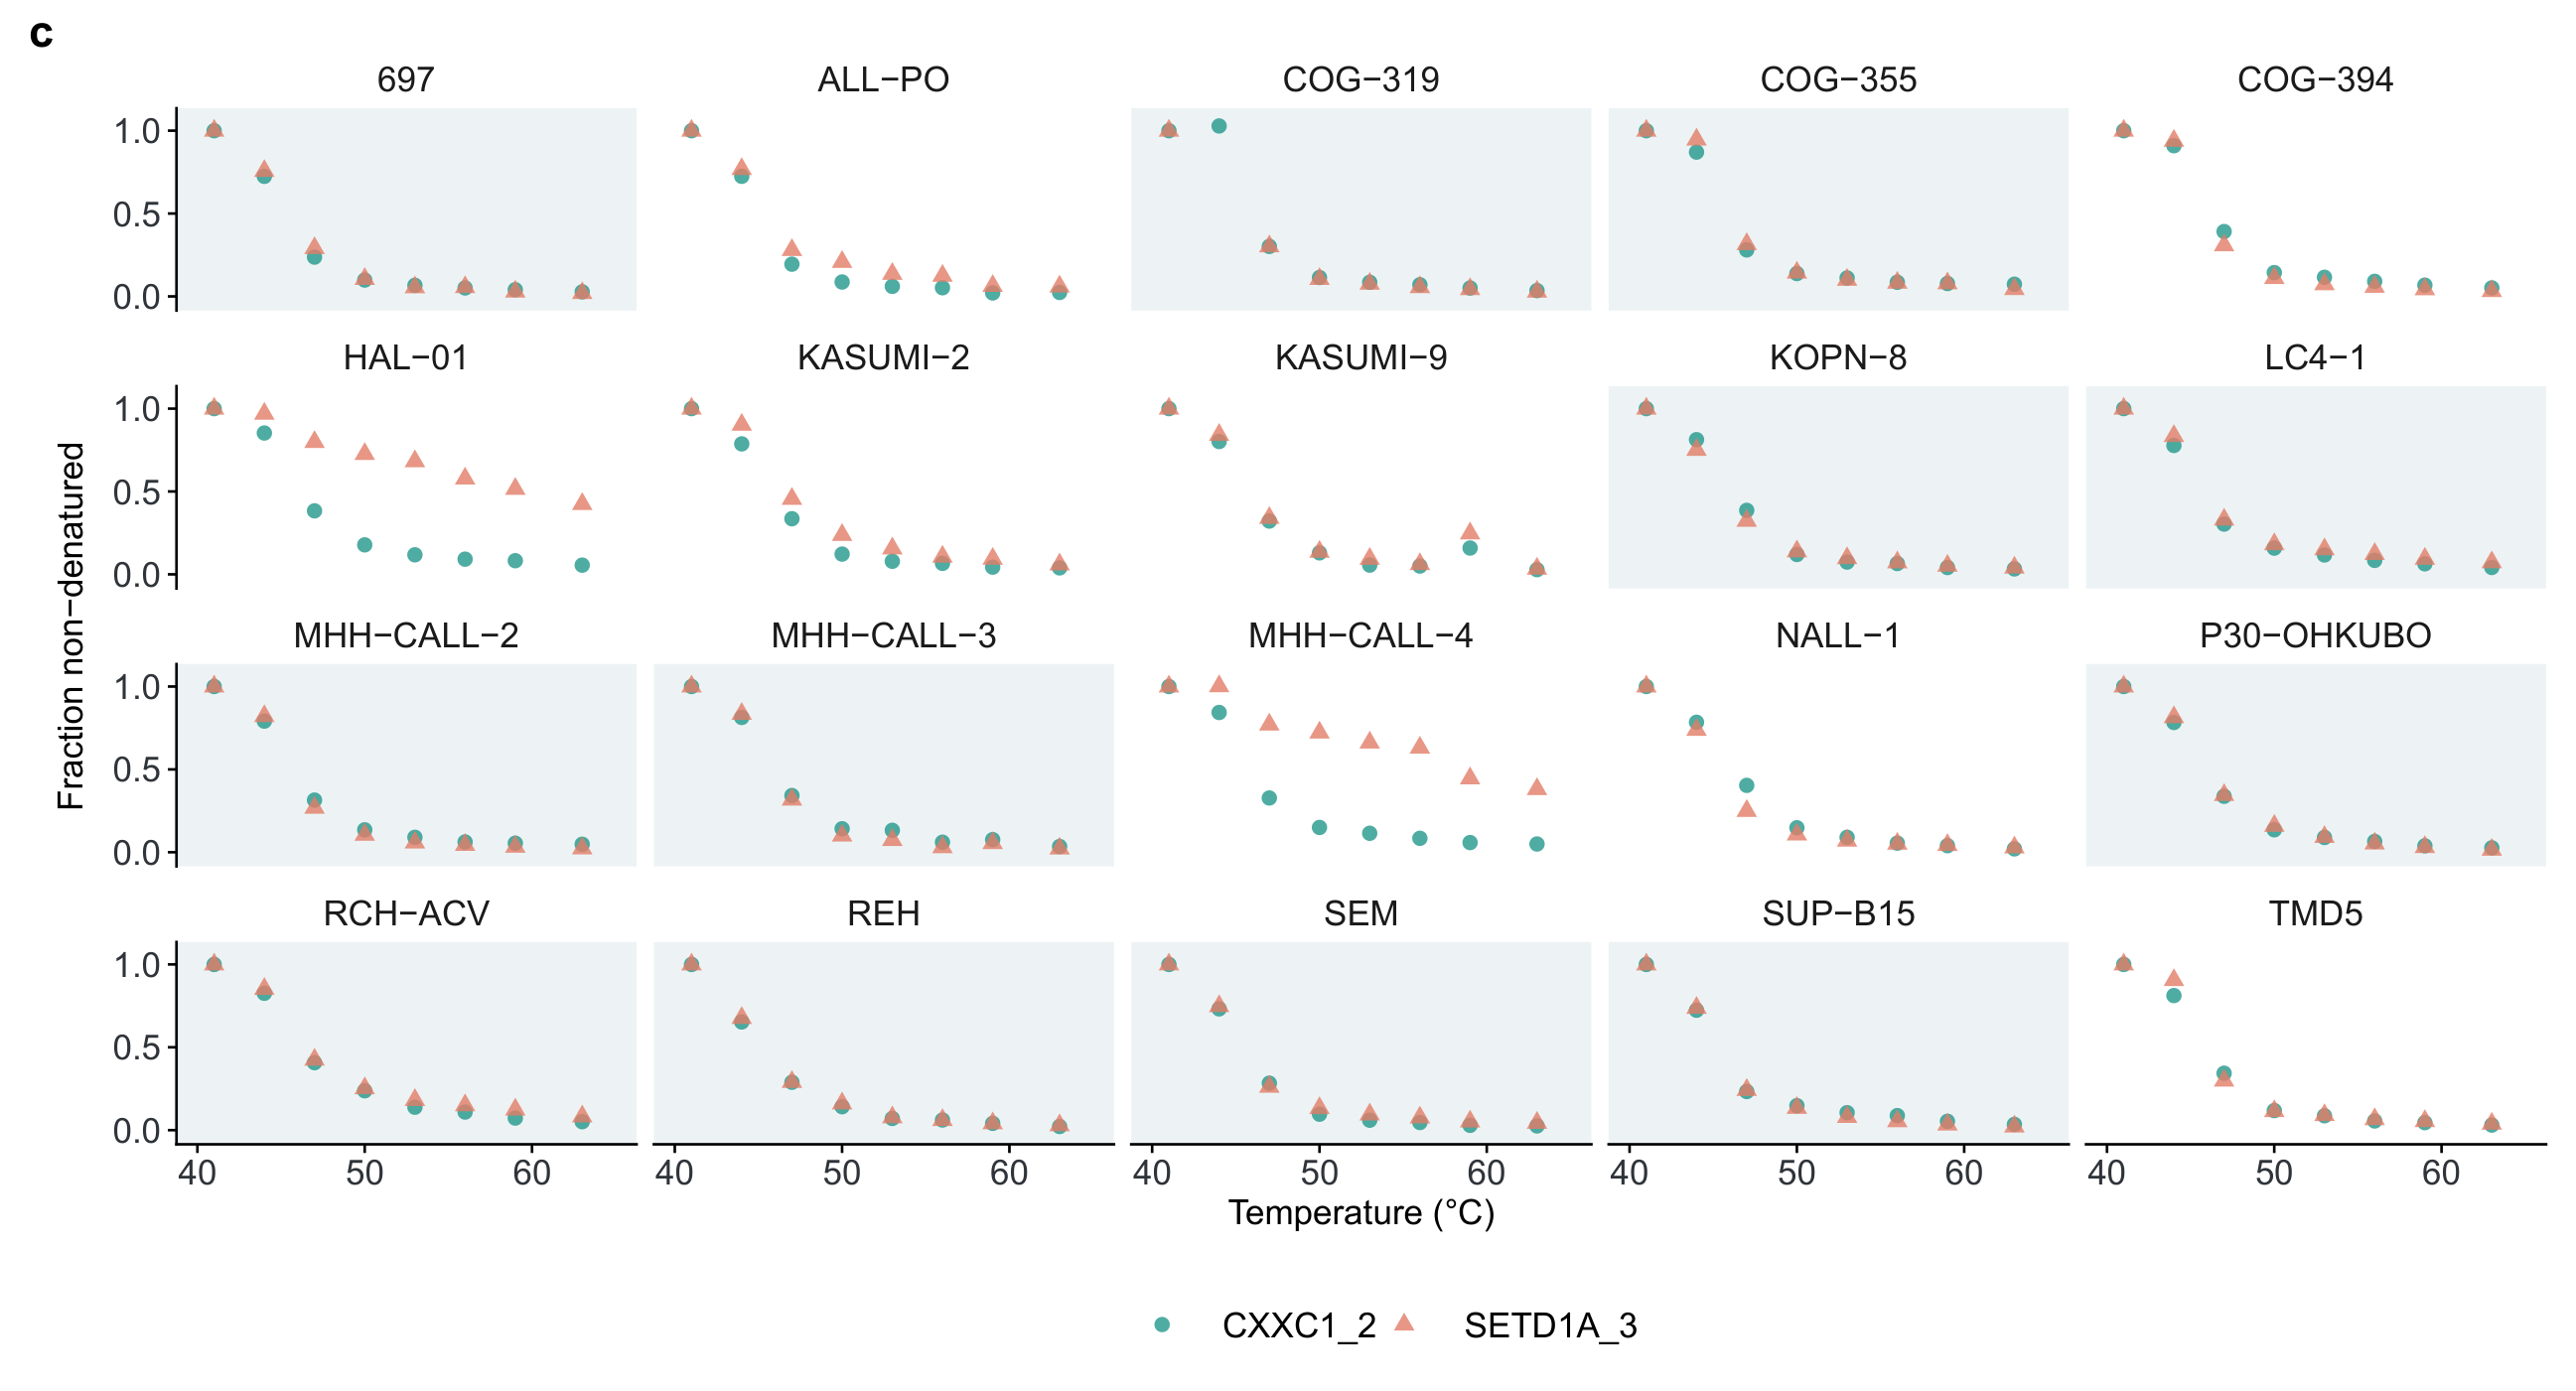 c
697 ALL−PO COG−319 COG−355 COG−394
1.0
0.5
0.0
HAL−01 KASUMI−2 KASUMI−9 KOPN−8 LC4−1
1.0
0.5
0.0
Fraction non−denatured
MHH−CALL−2 MHH−CALL−3 MHH−CALL−4 NALL−1 P30−OHKUBO
1.0
0.5
0.0
RCH−ACV REH SEM SUP−B15 TMD5
1.0
0.5
0.0
40 50 60 40 50 60 40 50 60 40 50 60 40 50 60
Temperature (°C)
CXXC1_2 SETD1A_3